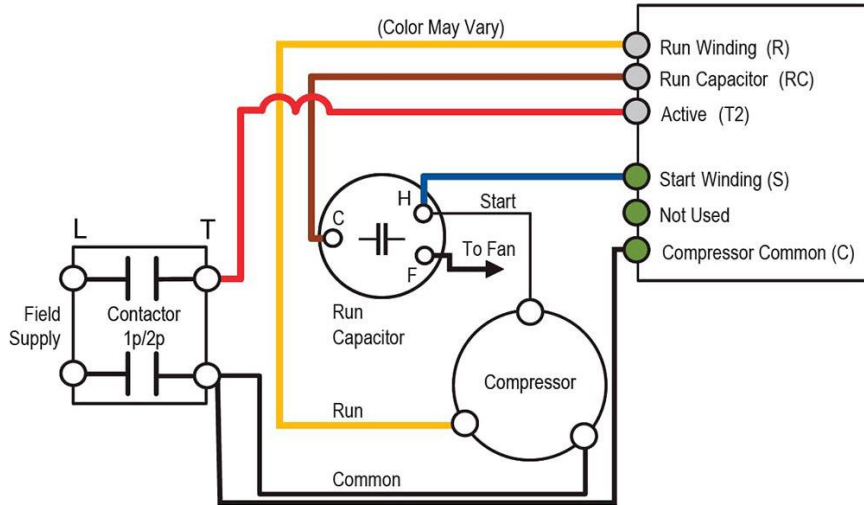 (Color May Vary)
Run Winding (R)
Run Capacitor (RC)
Active (T2)
Start Winding (S)
Not Used
Compressor Common (C)
H
Start
C
To Fan
F
Run
Capacitor
L
T
Field
Supply
Contactor
1p/2p
Compressor
Run
Common